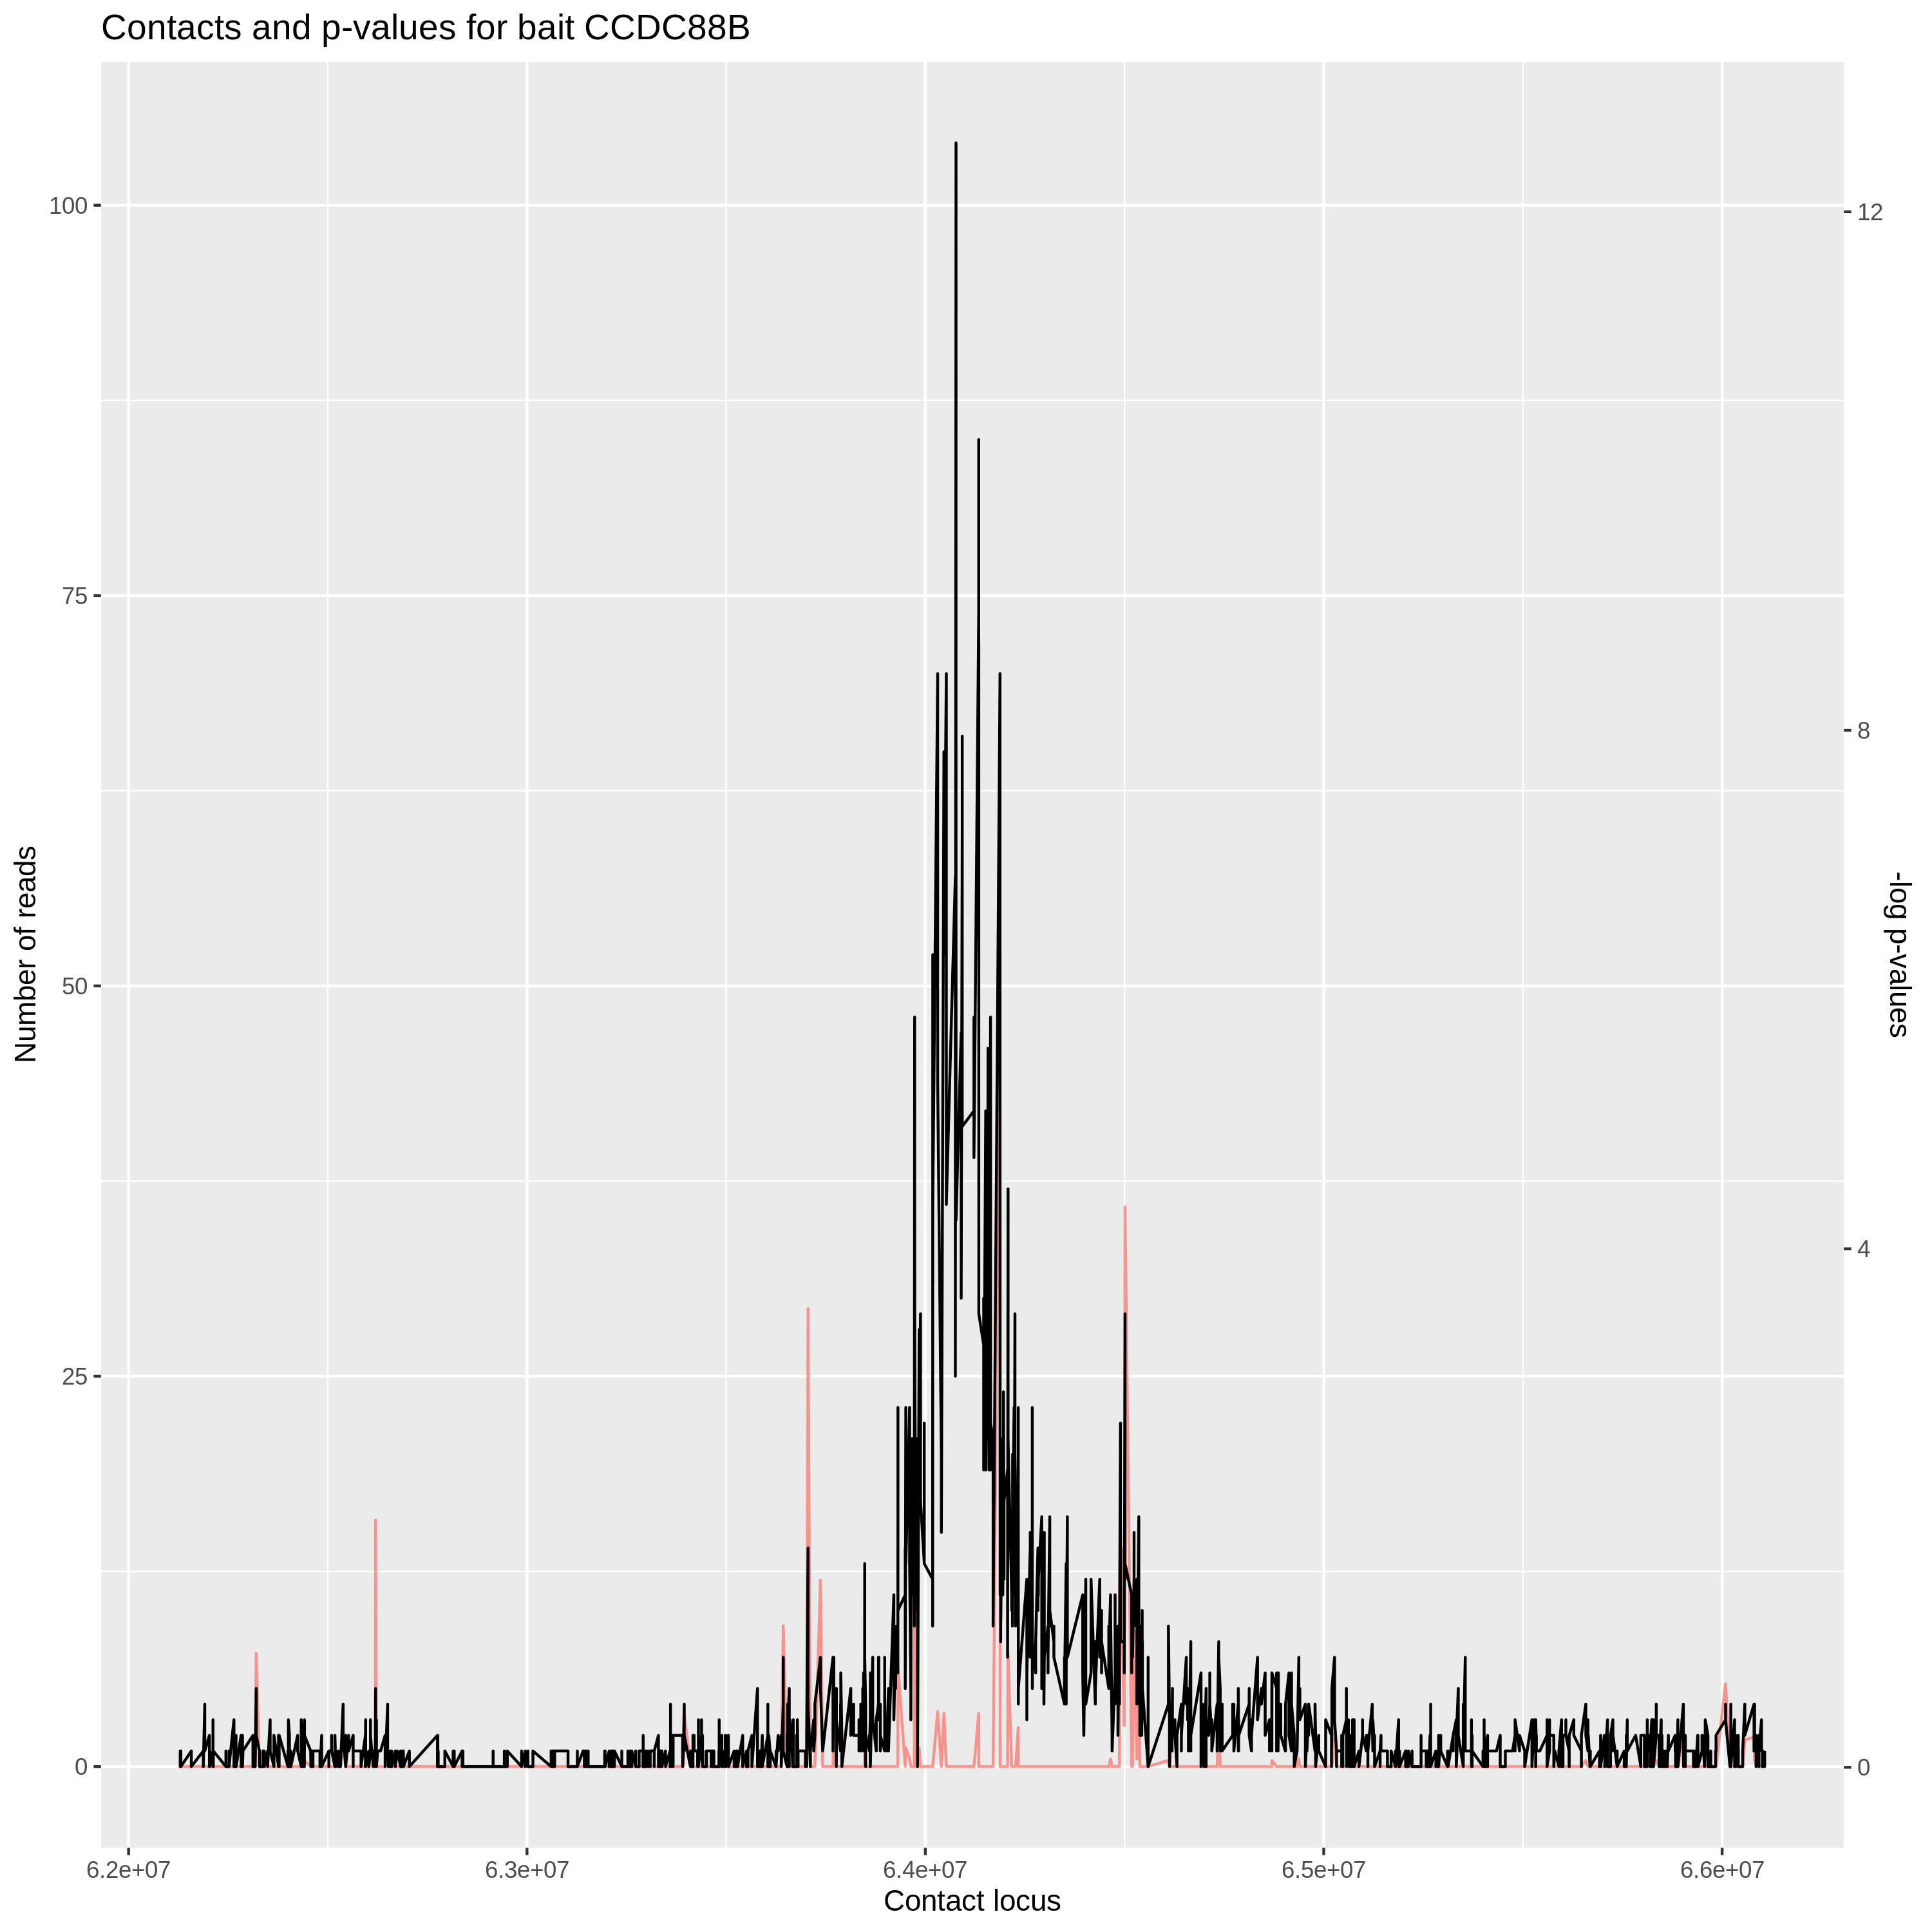 Contacts and p-values for bait CCDC88B
100
75
50
25
0
Number of reads
12
8
4
0
-log p-values
6.2e+07
6.3e+07
6.4e+07
6.5e+07
6.6e+07
Contact locus